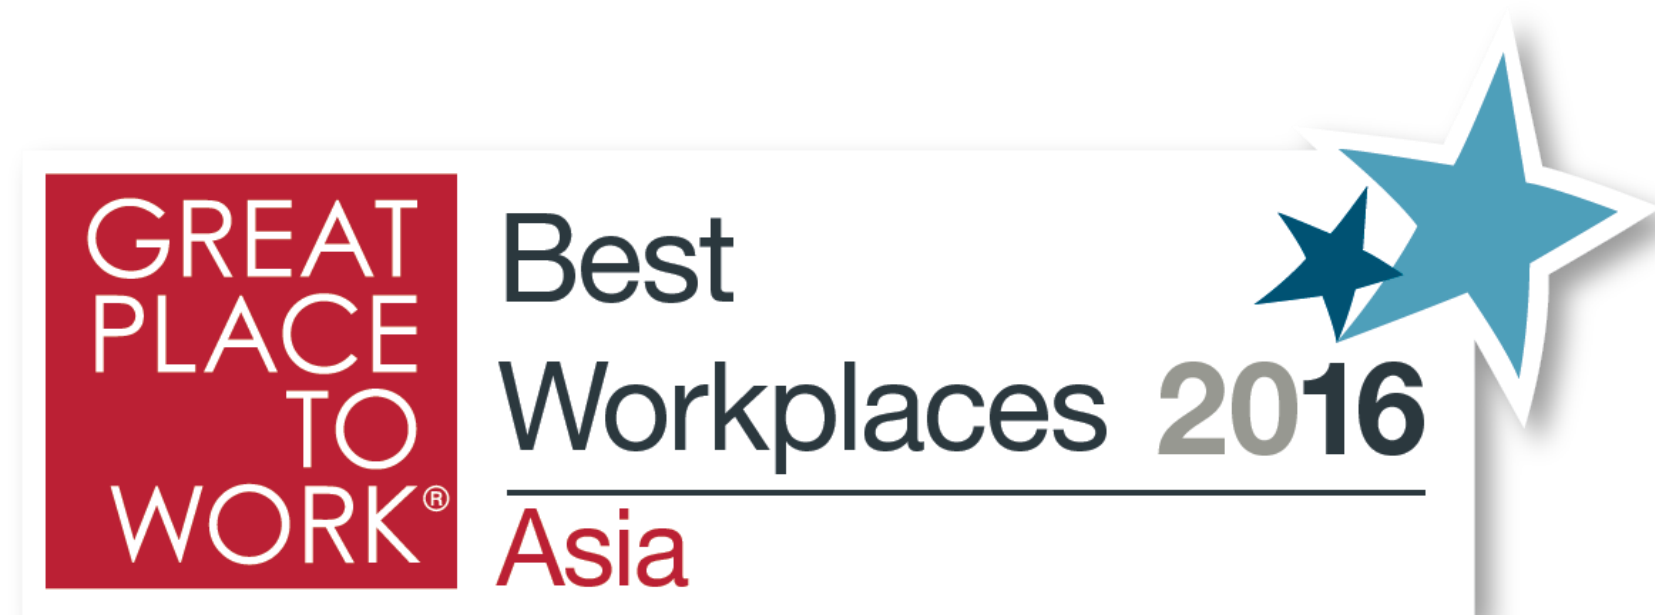 GREAT
PLACE
TO
WORK®
Best
Workplaces 2016
Asia